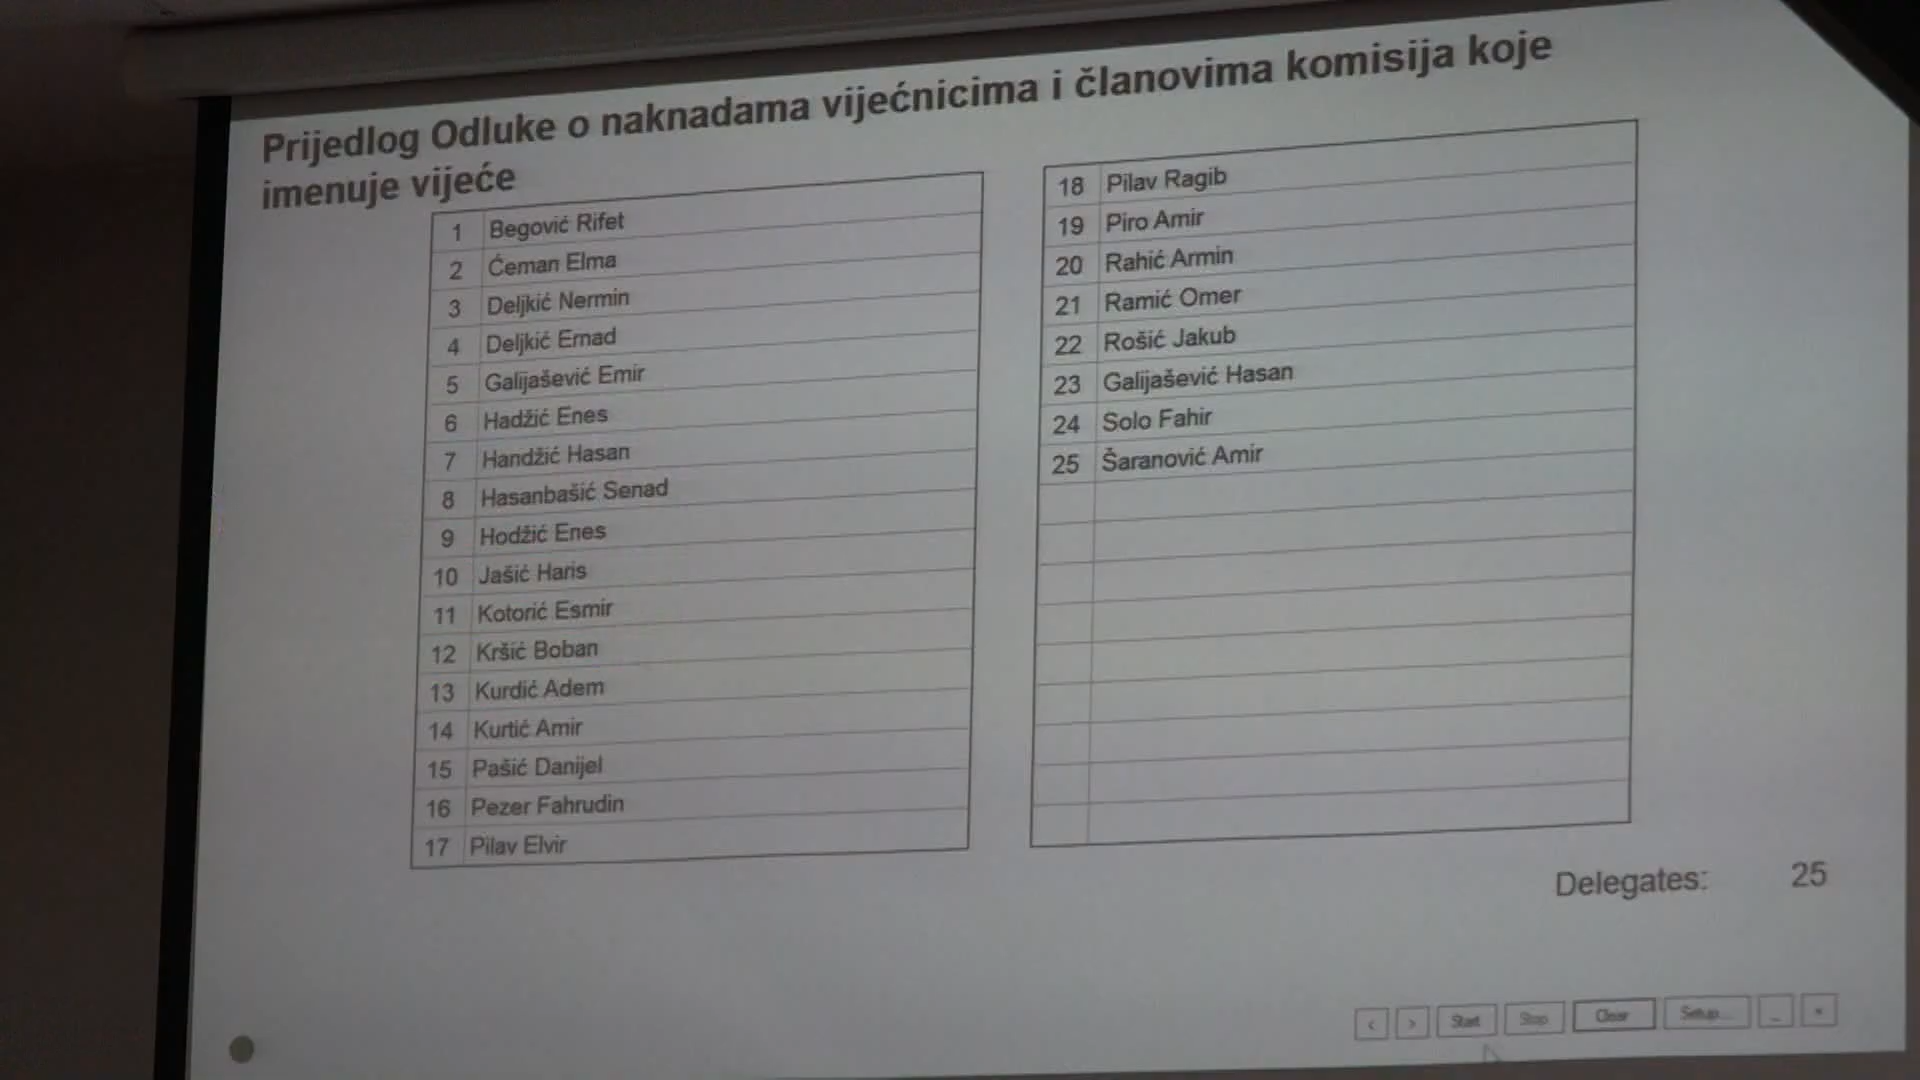 Prijedlog Odluke o naknadama vijećnicima i članovima komisija koje
imenuje vijeće
1 Begović Rifet
2 Ćeman Elma
3 Deljkić Nermin
4 Deljkić Ernad
5 Galijašević Emir
6 Hadžić Enes
7 Handžić Hasan
8 Hasanbašić Senad
9 Hodžić Enes
10 Jašić Haris
11 Kotorić Esmir
12 Kršić Boban
13 Kurdić Adem
14 Kurtić Amir
15 Pašić Danijel
16 Pezer Fahrudin
17 Pilav Elvir
18 Pilav Ragib
19 Piro Amir
20 Rahić Armin
21 Ramić Omer
22 Rošić Jakub
23 Galijašević Hasan
24 Solo Fahir
25 Šaranović Amir
Delegates: 25
< > Start Stop Clear Setup... _